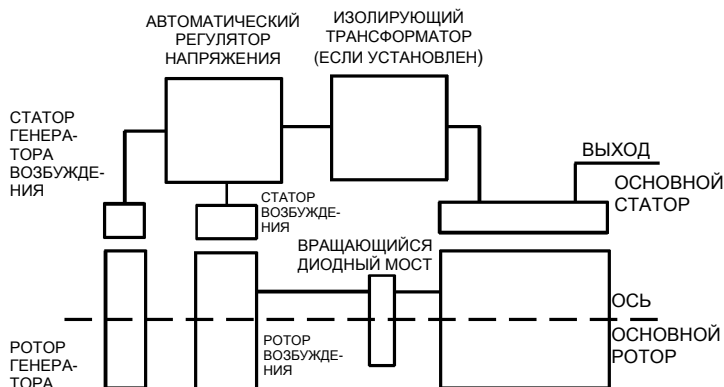 АВТОМАТИЧЕСКИЙ
РЕГУЛЯТОР
НАПРЯЖЕНИЯ
ИЗОЛИРУЮЩИЙ
ТРАНСФОРМАТОР
(ЕСЛИ УСТАНОВЛЕН)
СТАТОР
ГЕНЕРА-
ТОРА
ВОЗБУЖДЕ-
НИЯ
ВЫХОД
ОСНОВНОЙ
СТАТОР
СТАТОР
ВОЗБУЖДЕ-
НИЯ
ВРАЩАЮЩИЙСЯ
ДИОДНЫЙ МОСТ
ОСЬ
ОСНОВНОЙ
РОТОР
РОТОР
ВОЗБУЖДЕ-
НИЯ
РОТОР
ГЕНЕРА-
ТОРА